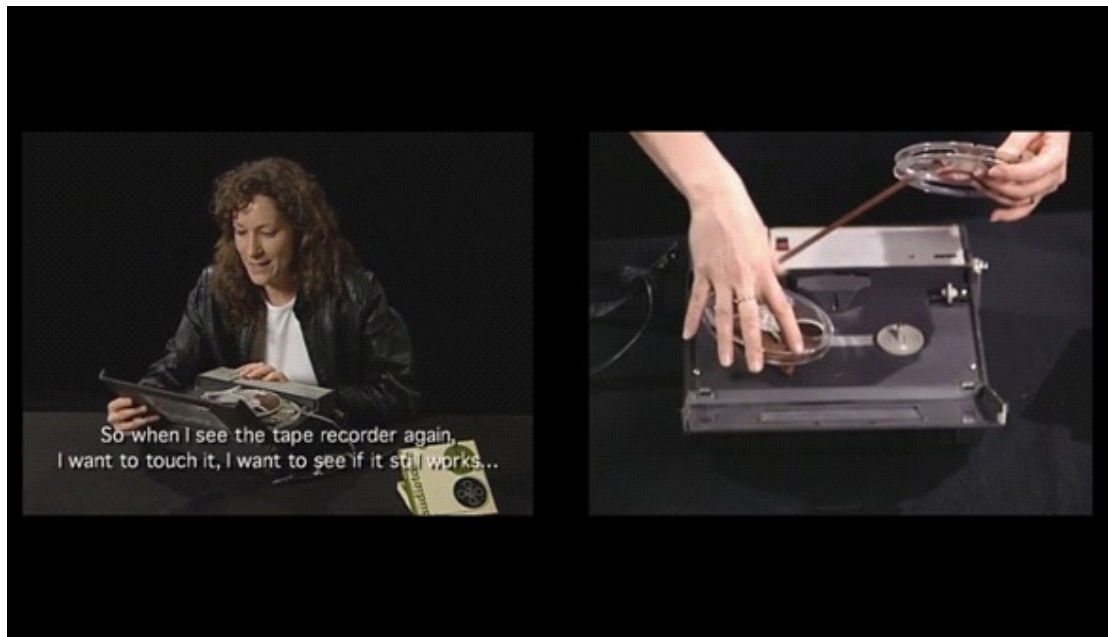 So when I see the tape recorder again,
I want to touch it, I want to see if it still works...